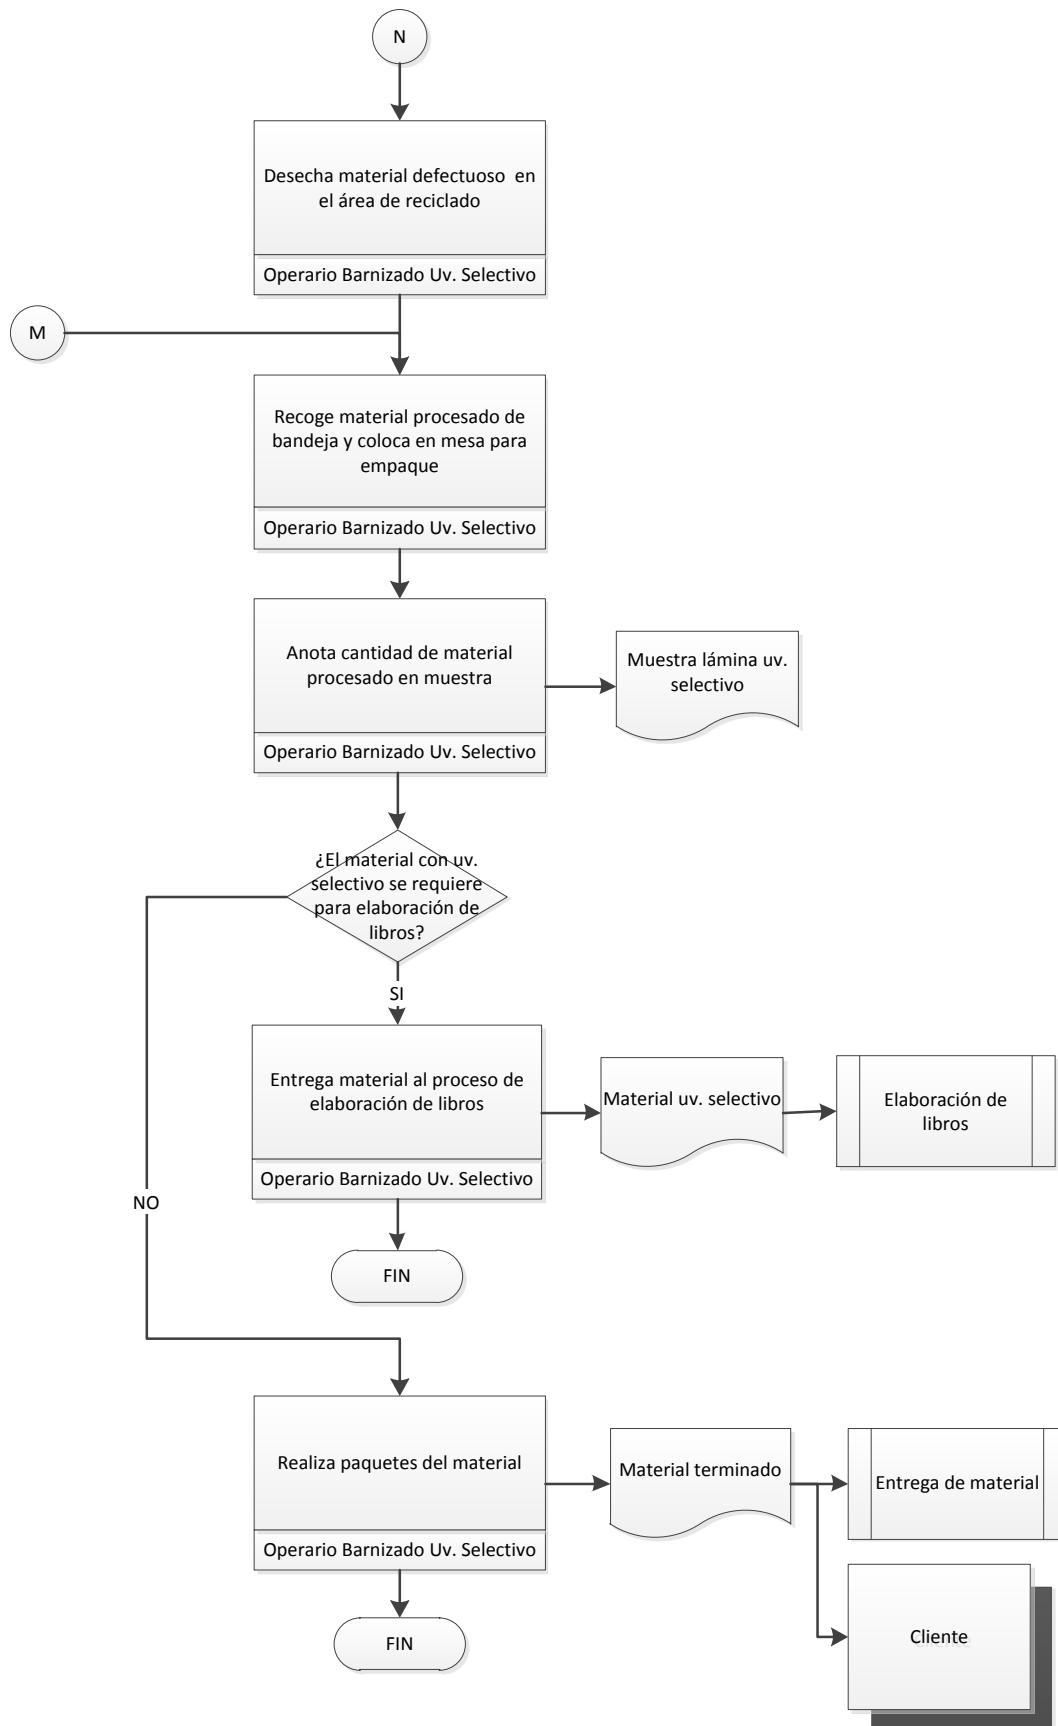 N
Desecha material defectuoso en
el área de reciclado
Operario Barnizado Uv. Selectivo
M
Recoge material procesado de
bandeja y coloca en mesa para
empaque
Operario Barnizado Uv. Selectivo
Anota cantidad de material
procesado en muestra
Operario Barnizado Uv. Selectivo
Muestra lámina uv.
selectivo
¿El material con uv.
selectivo se requiere
para elaboración de
libros?
SI
Entrega material al proceso de
elaboración de libros
Operario Barnizado Uv. Selectivo
Material uv. selectivo
Elaboración de
libros
NO
FIN
Realiza paquetes del material
Operario Barnizado Uv. Selectivo
Material terminado
Entrega de material
Cliente
FIN